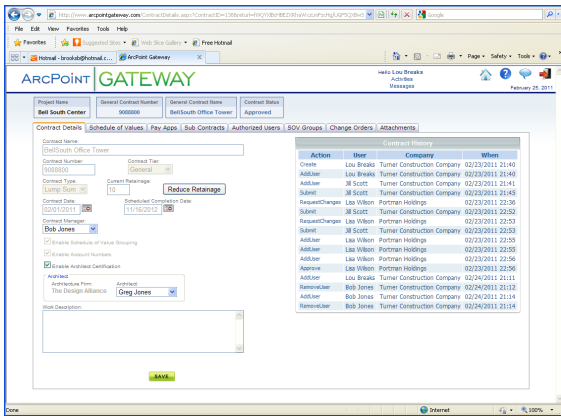 http://www.arcpointgateway.com/ContractDetails.aspx?ContractID=136&return=
Google
File Edit View Favorites Tools Help
Favorites Suggested Sites Web Slice Gallery Free Hotmail
Hotmail - brooksb@hotmail.c... ArcPoint Gateway
Page Safety Tools
ARCPOINT GATEWAY
Hello Lou Breaks
Activities
Messages
February 25, 2011
Project Name General Contract Number General Contract Name Contract Status
Bell South Center 9088800 BellSouth Office Tower Approved
Contract Details Schedule of Values Pay Apps Sub Contracts Authorized Users SOV Groups Change Orders Attachments
Contract Name:
BellSouth Office Tower
Contract Number: Contract Tier:
9088800 General
Contract Type: Current Retainage:
Lump Sum 10 Reduce Retainage
Contract Date: Scheduled Completion Date:
02/01/2011 11/16/2012
Contract Manager:
Bob Jones
Enable Schedule of Value Grouping
Enable Account Numbers
Enable Architect Certification
Architect
Architecture Firm: Architect:
The Design Alliance Greg Jones
Work Description:
SAVE
Contract History
Action User Company When
Create Lou Breaks Turner Construction Company 02/23/2011 21:40
AddUser Lou Breaks Turner Construction Company 02/23/2011 21:40
AddUser Jill Scott Turner Construction Company 02/23/2011 21:41
Submit Jill Scott Turner Construction Company 02/23/2011 21:45
RequestChanges Lisa Wilson Portman Holdings 02/23/2011 22:36
Submit Jill Scott Turner Construction Company 02/23/2011 22:52
RequestChanges Lisa Wilson Portman Holdings 02/23/2011 22:53
Submit Jill Scott Turner Construction Company 02/23/2011 22:53
AddUser Lisa Wilson Portman Holdings 02/23/2011 22:55
AddUser Lisa Wilson Portman Holdings 02/23/2011 22:55
AddUser Lisa Wilson Portman Holdings 02/23/2011 22:56
Approve Lisa Wilson Portman Holdings 02/23/2011 22:56
AddUser Lou Breaks Turner Construction Company 02/24/2011 21:11
RemoveUser Bob Jones Turner Construction Company 02/24/2011 21:12
AddUser Bob Jones Turner Construction Company 02/24/2011 21:14
RemoveUser Bob Jones Turner Construction Company 02/24/2011 21:14
Done Internet 100%